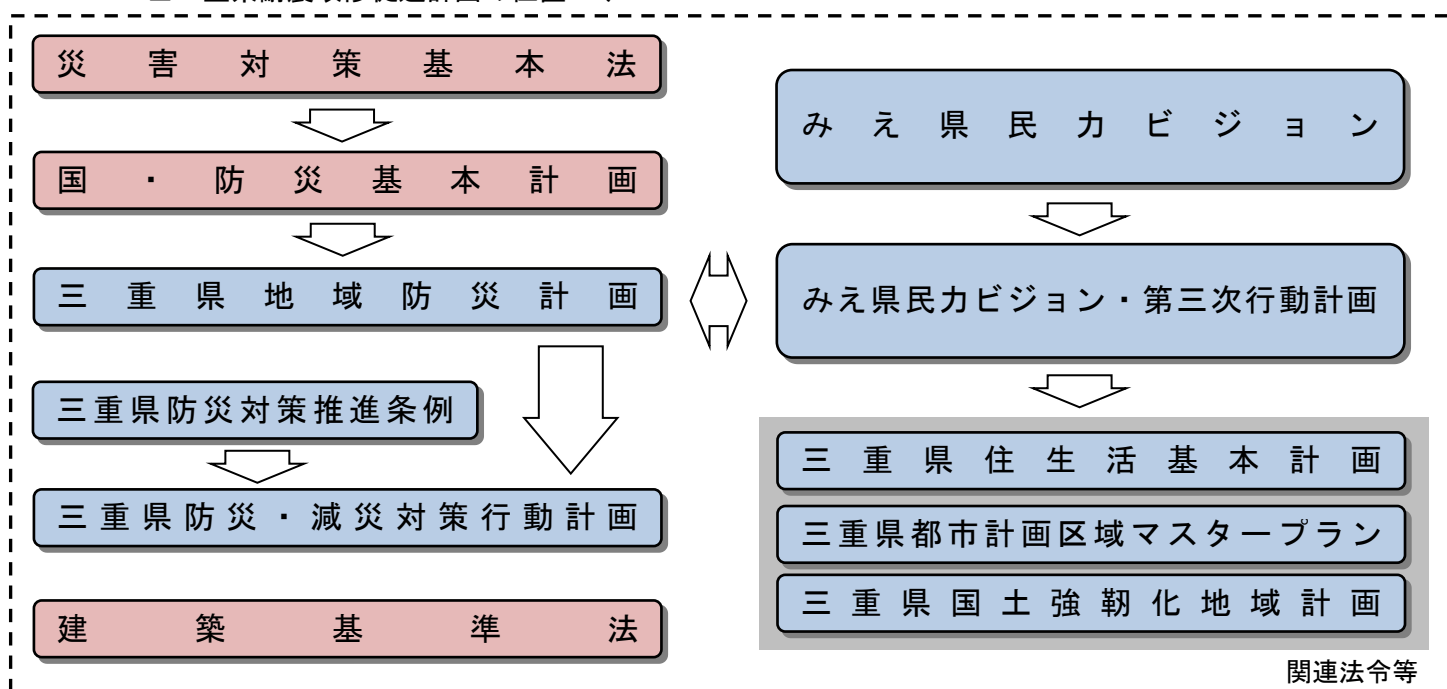 災害対策基本法
国・防災基本計画
三重県地域防災計画
三重県防災対策推進条例
三重県防災・減災対策行動計画
建築基準法
みえ県民力ビジョン
みえ県民力ビジョン・第三次行動計画
三重県住生活基本計画
三重県都市計画区域マスタープラン
三重県国土強靭化地域計画
関連法令等